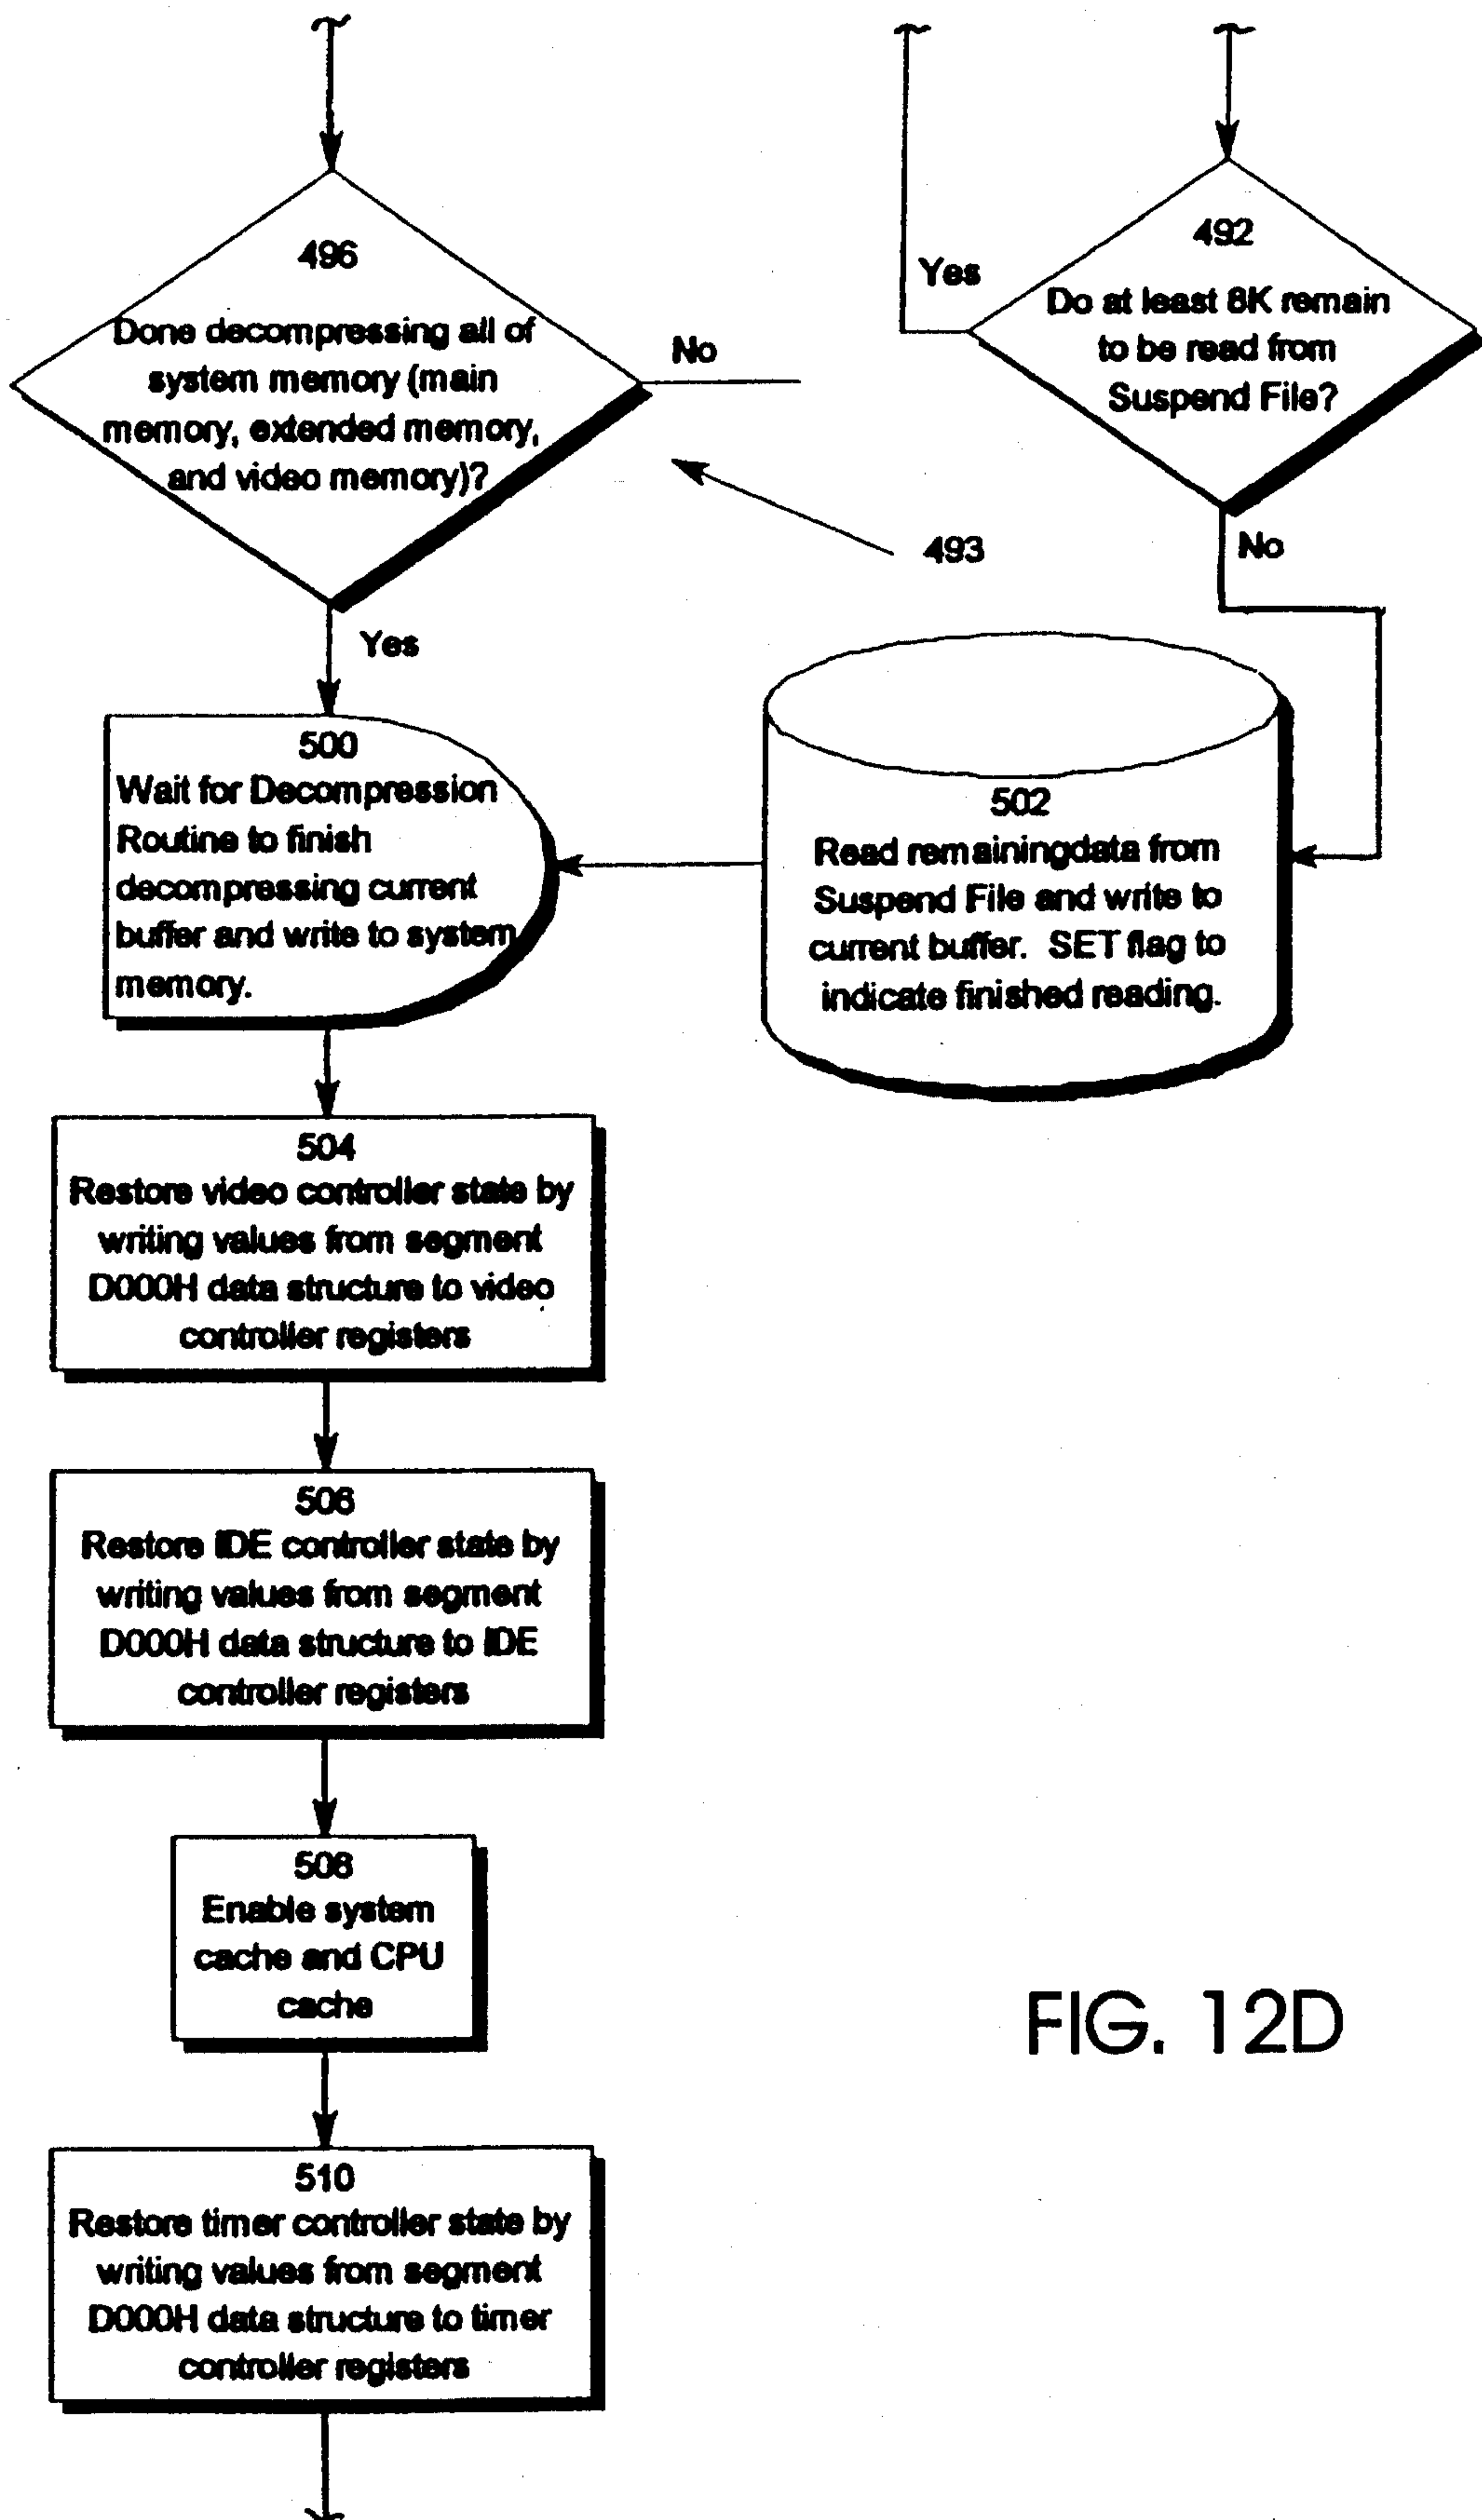 496
Done decompressing all of
system memory (main
memory, extended memory,
and video memory)?
No
Yes
492
Do at least 8K remain
to be read from
Suspend File?
Yes
No
493
500
Wait for Decompression
Routine to finish
decompressing current
buffer and write to system
memory.
502
Read remainingdata from
Suspend File and write to
current buffer. SET flag to
indicate finished reading.
504
Restore video controller state by
writing values from segment
D000H data structure to video
controller registers
506
Restore IDE controller state by
writing values from segment
D000H data structure to IDE
controller registers
508
Enable system
cache and CPU
cache
510
Restore timer controller state by
writing values from segment
D000H data structure to timer
controller registers
FIG. 12D